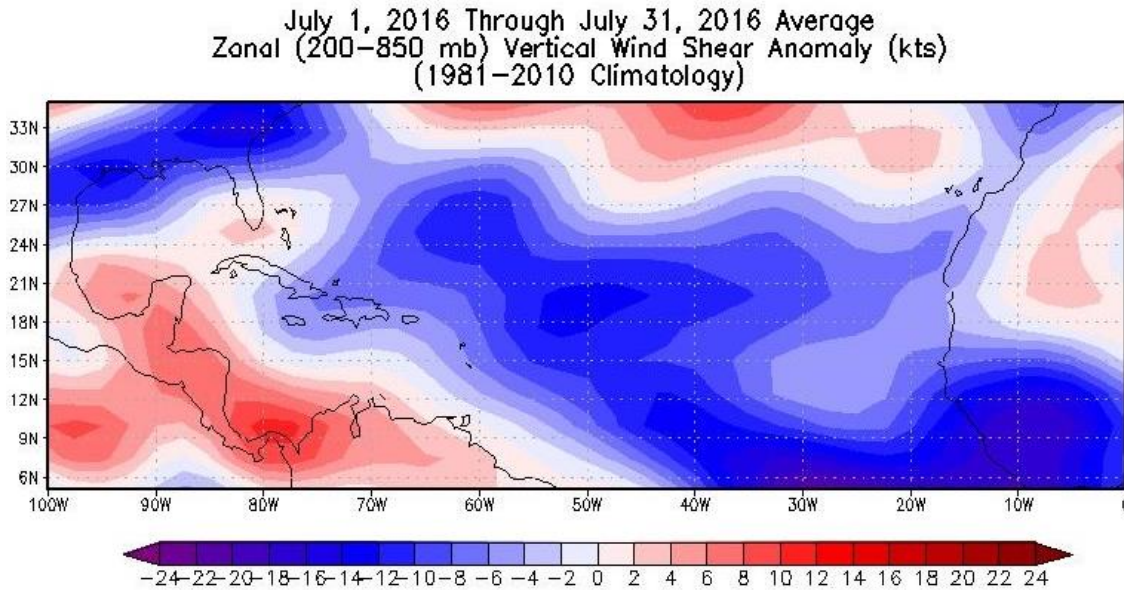 July 1, 2016 Through July 31, 2016 Average
Zonal (200-850 mb) Vertical Wind Shear Anomaly (kts)
(1981-2010 Climatology)
33N
30N
27N
24N
21N
18N
15N
12N
9N
6N
100W 90W 80W 70W 60W 50W 40W 30W 20W 10W
-24 -22 -20 -18 -16 -14 -12 -10 -8 -6 -4 -2 0 2 4 6 8 10 12 14 16 18 20 22 24